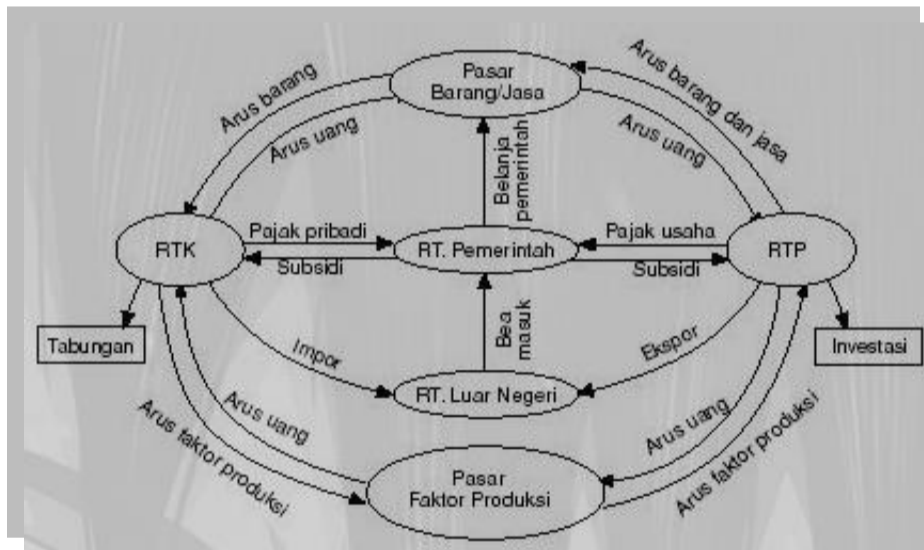 Pasar
Barang/Jasa
Arus barang
Arus uang
Arus barang dan jasa
Arus uang
Belanja
pemerintah
RTK
Pajak pribadi
Subsidi
RT. Pemerintah
Pajak usaha
Subsidi
RTP
Tabungan
Impor
Bea
masuk
Ekspor
Investasi
RT. Luar Negeri
Arus uang
Arus faktor produksi
Arus uang
Arus faktor produksi
Pasar
Faktor Produksi